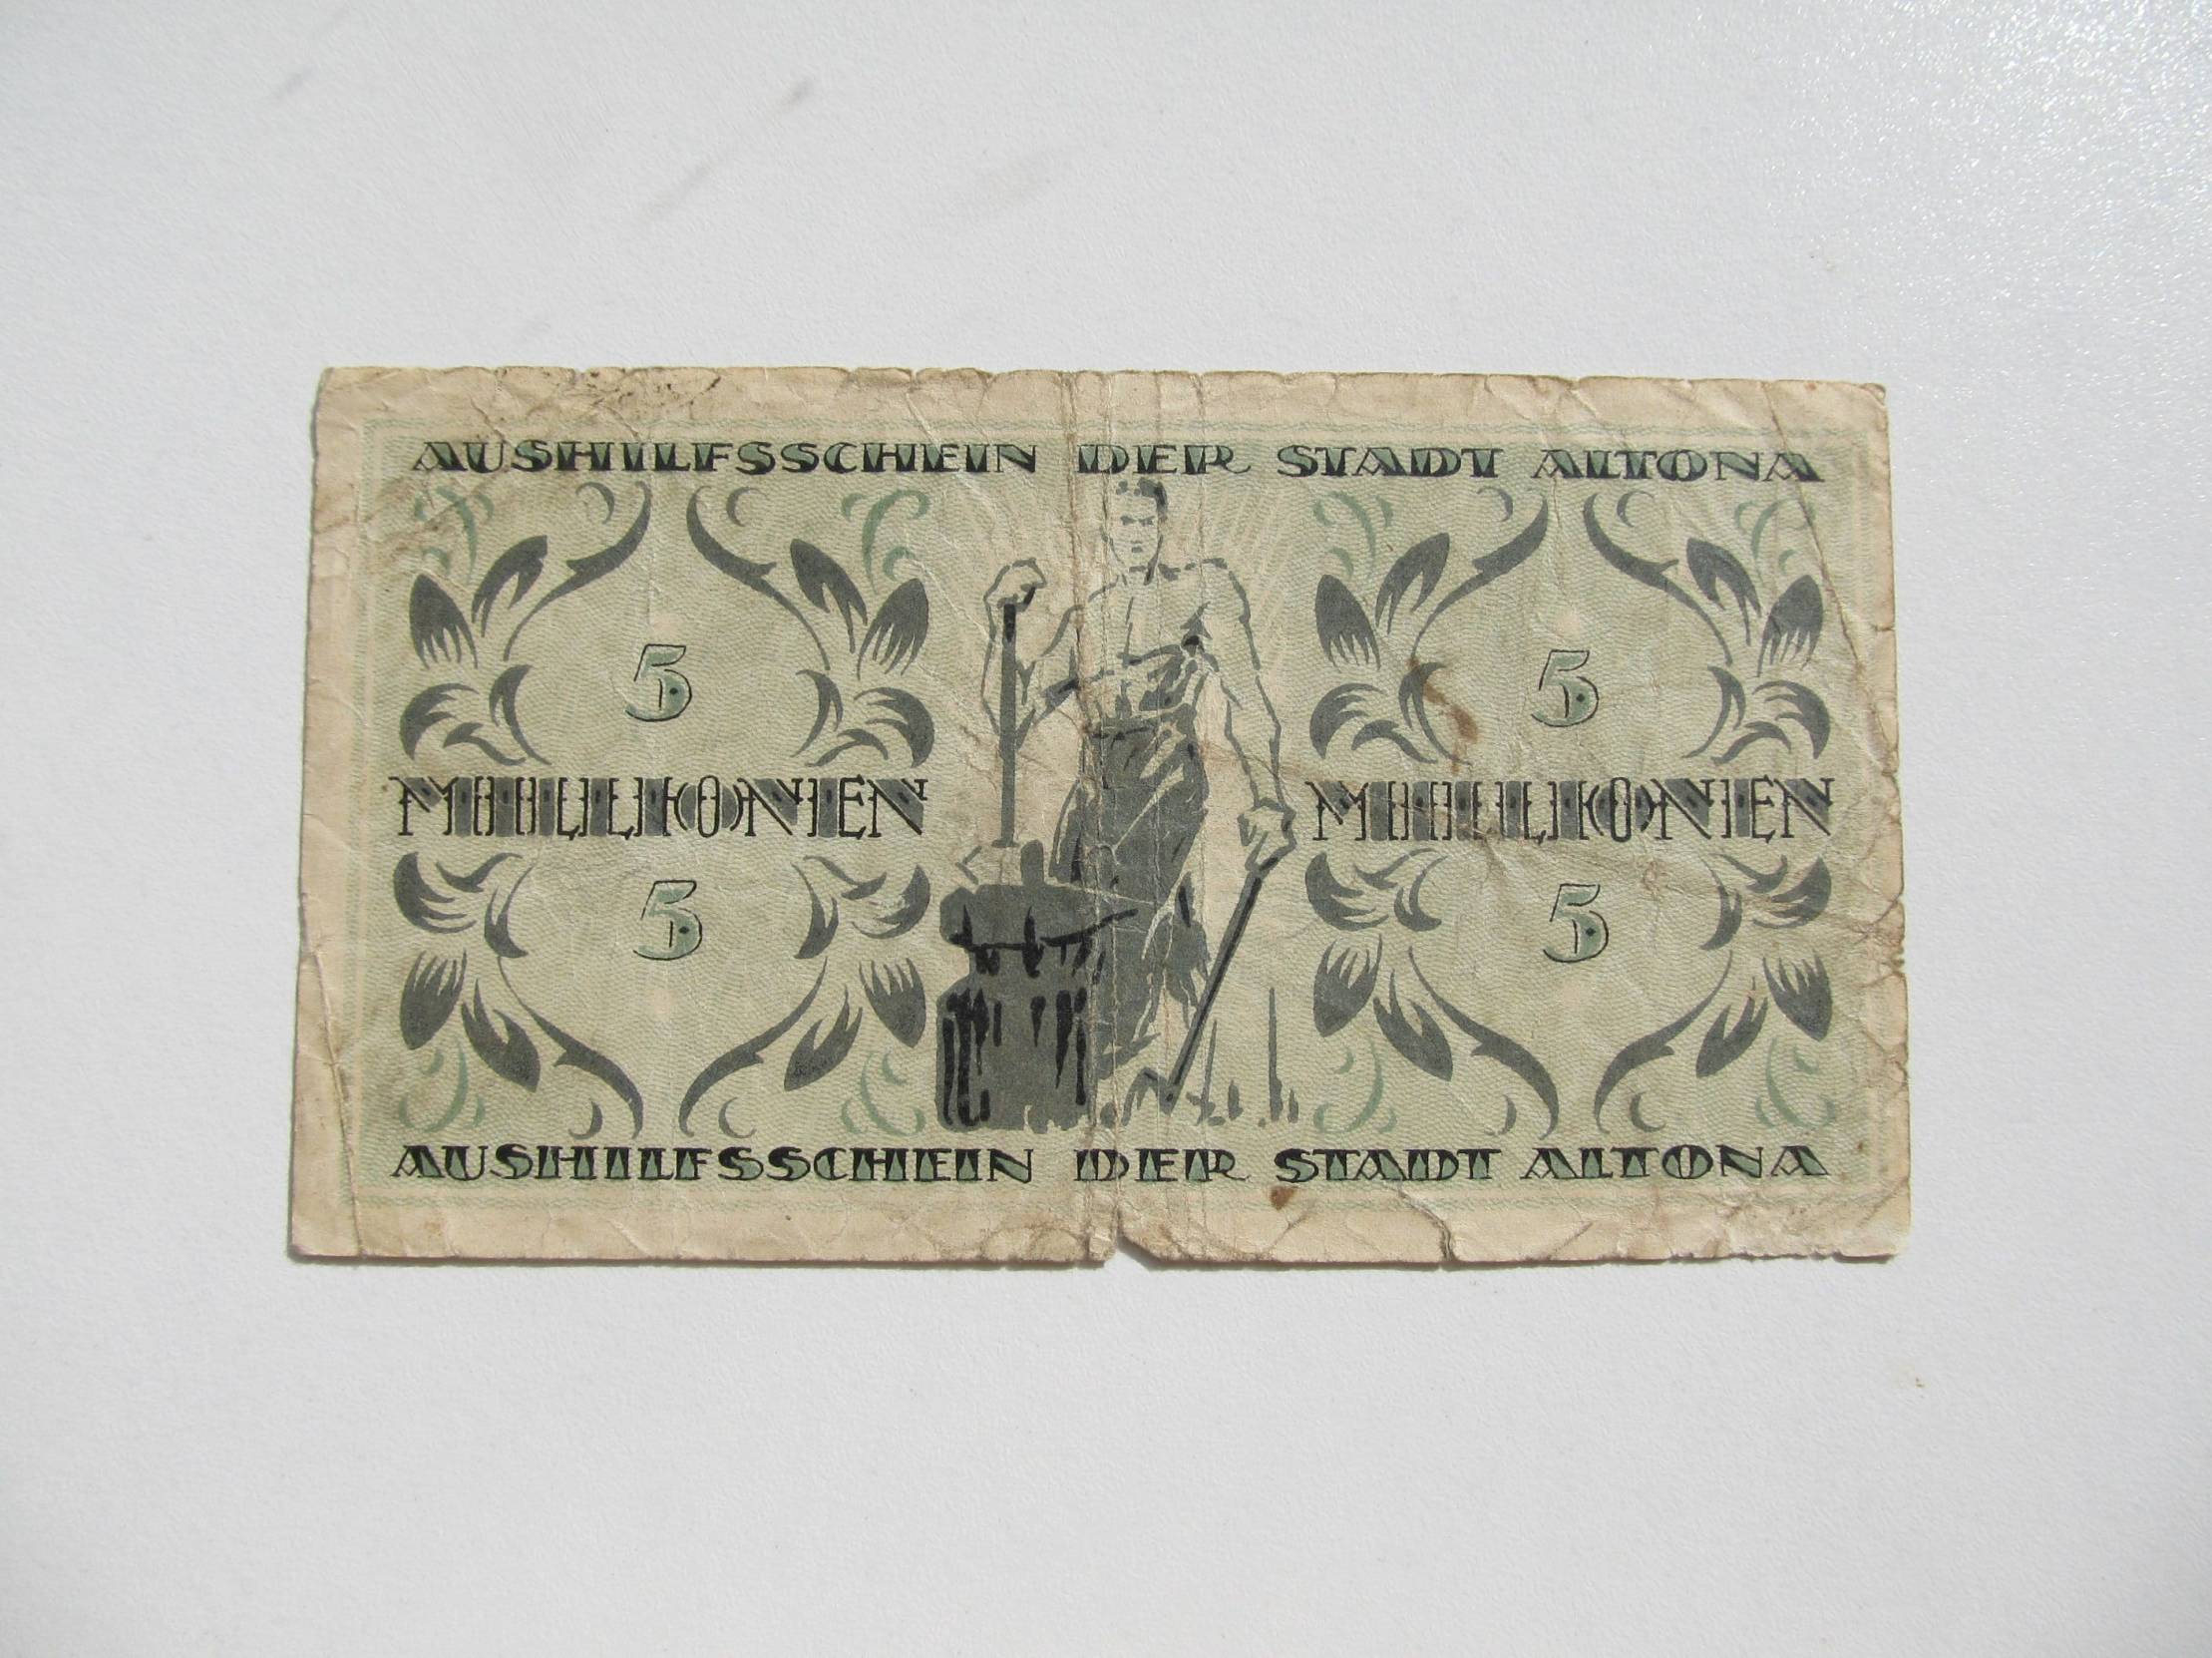 AUSHILFSSCHEIN DER STADT ALTONA
5 5
MILLIONEN MILLIONEN
5 5
AUSHILFSSCHEIN DER STADT ALTONA